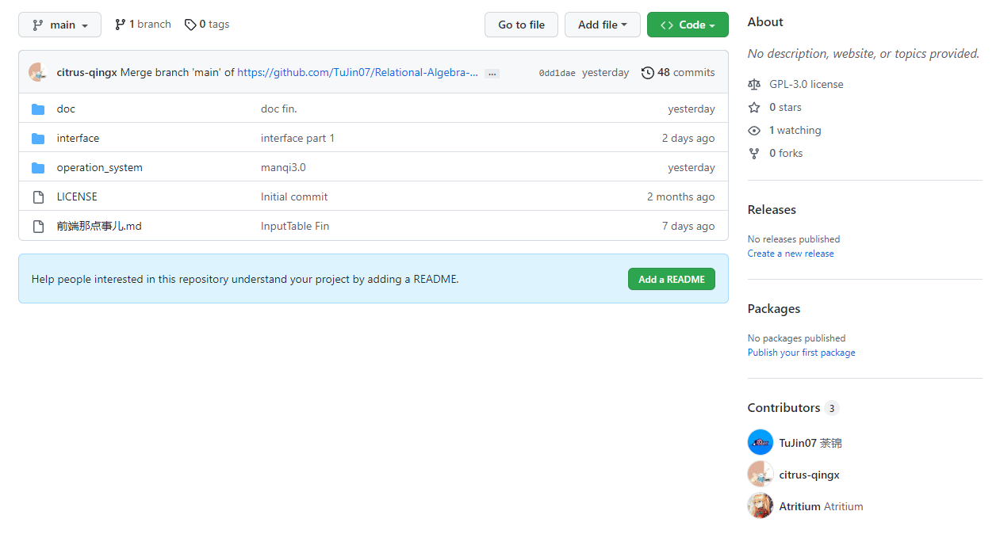 main 1 branch 0 tags Go to file Add file Code
citrus-qingx Merge branch 'main' of https://github.com/TuJin07/Relational-Algebra-... ... 0dd1dae yesterday 48 commits
doc doc fin. yesterday
interface interface part 1 2 days ago
operation_system manqi3.0 yesterday
LICENSE Initial commit 2 months ago
前端那点事儿.md InputTable Fin 7 days ago
Help people interested in this repository understand your project by adding a README. Add a README
About
No description, website, or topics provided.
GPL-3.0 license
0 stars
1 watching
0 forks
Releases
No releases published
Create a new release
Packages
No packages published
Publish your first package
Contributors 3
TuJin07 荼锦
citrus-qingx
Atritium Atritium